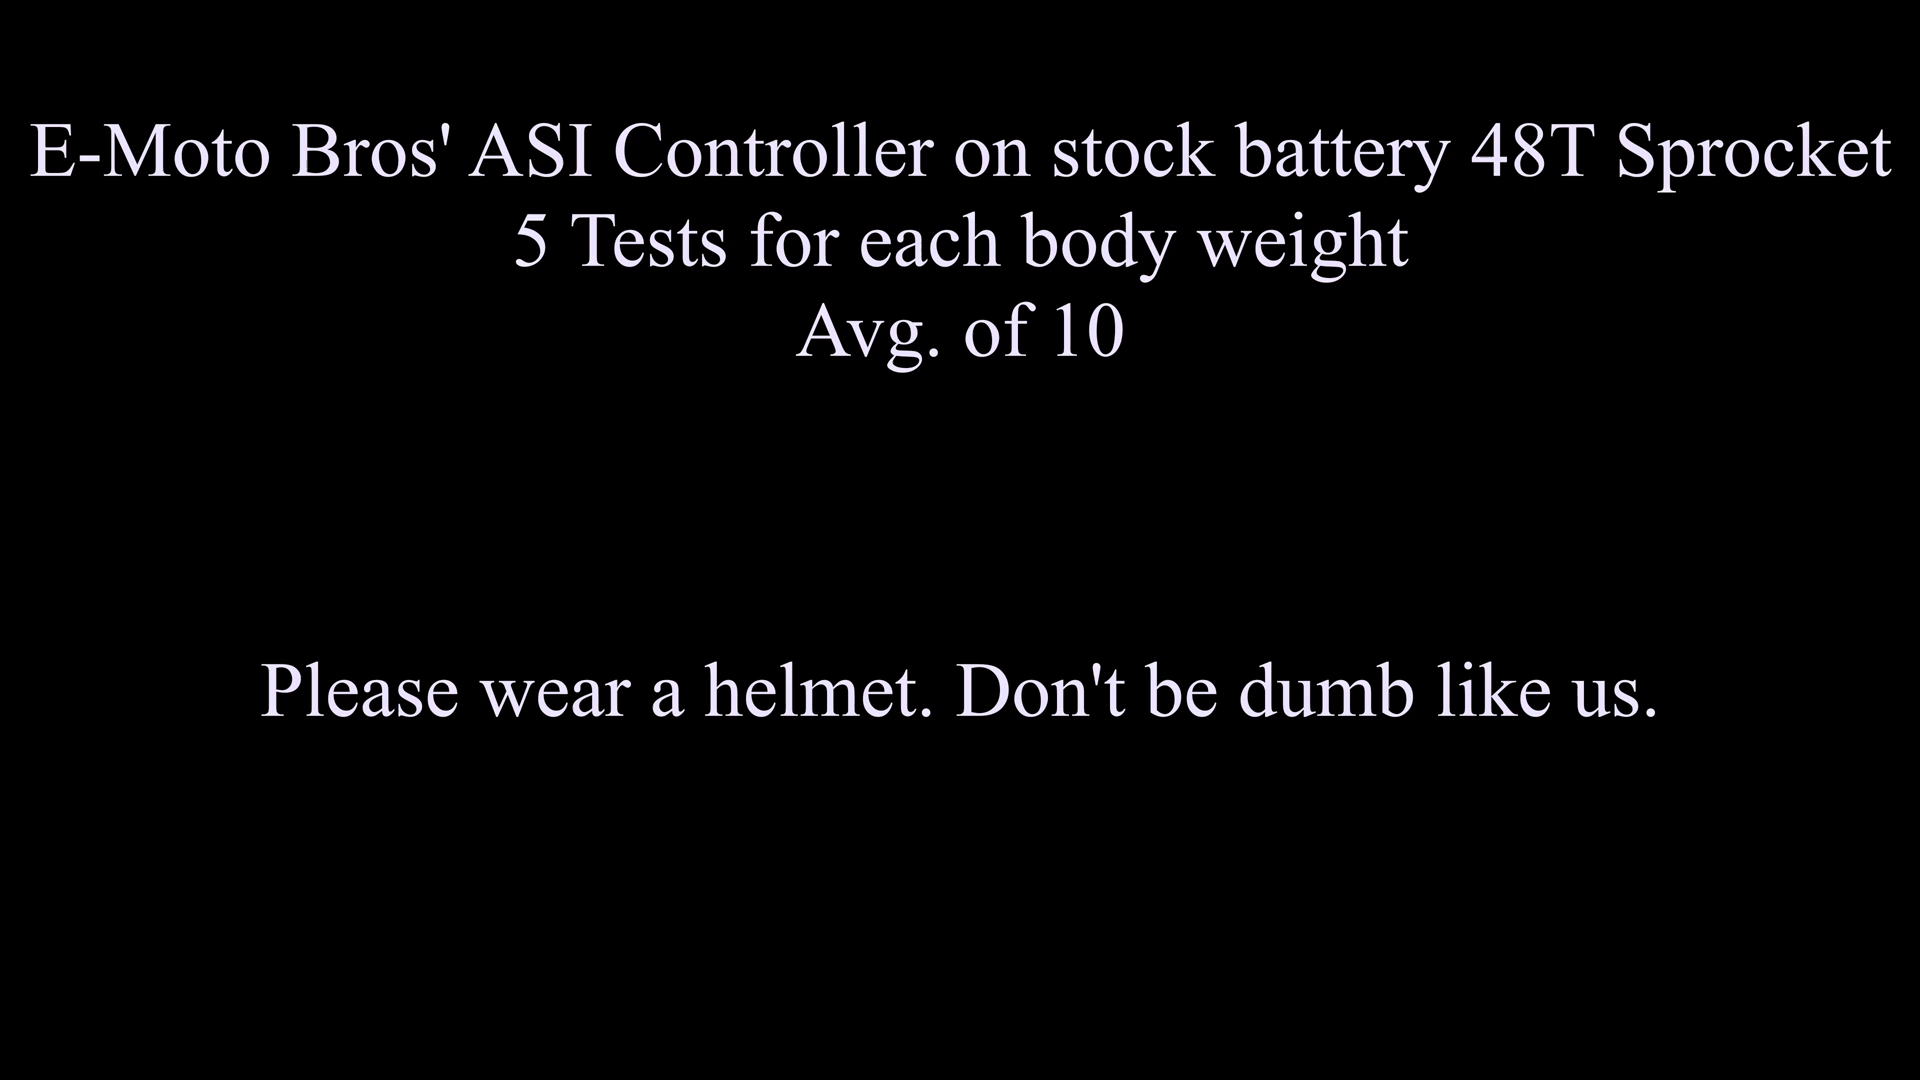 E-Moto Bros' ASI Controller on stock battery 48T Sprocket
5 Tests for each body weight
Avg. of 10
Please wear a helmet. Don't be dumb like us.